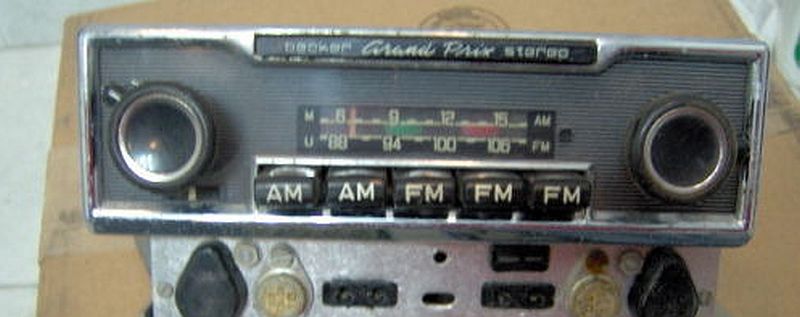 becker Grand Prix stereo
M 6 9 12 15 AM
U 88 94 100 106 FM
AM AM FM FM FM